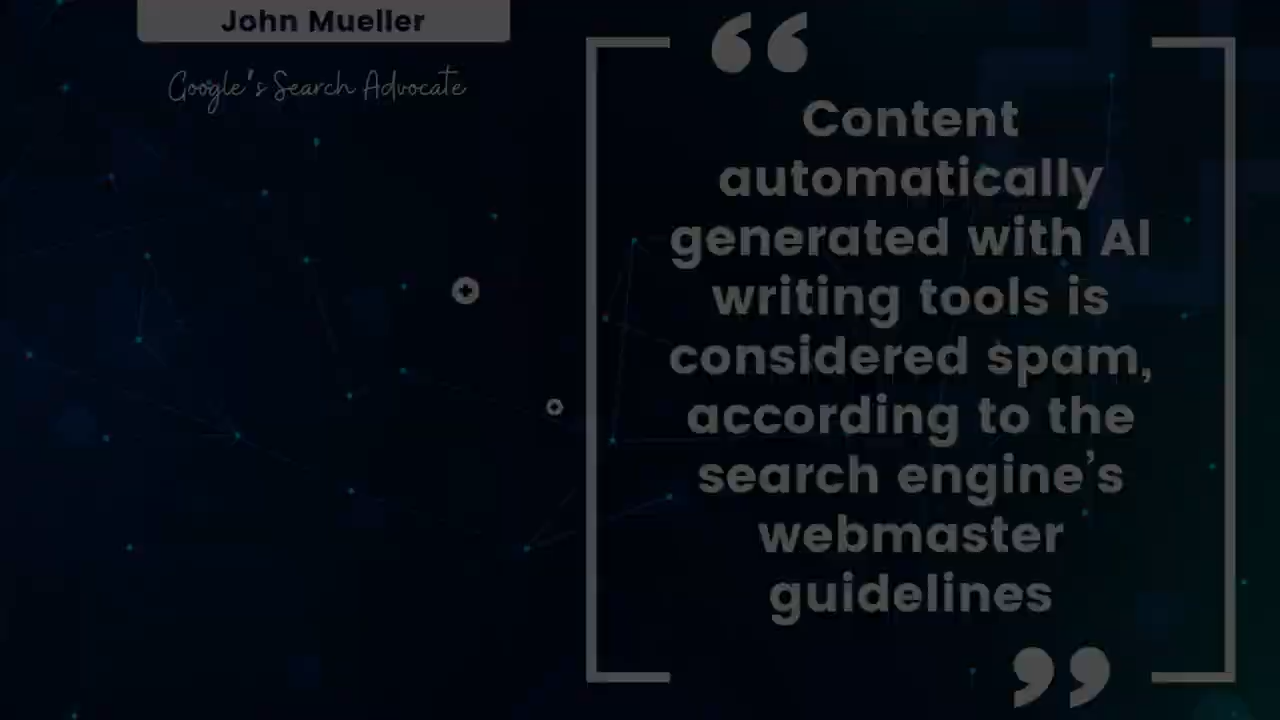 John Mueller
Google's Search Advocate
“
Content
automatically
generated with AI
writing tools is
considered spam,
according to the
search engine's
webmaster
guidelines
”